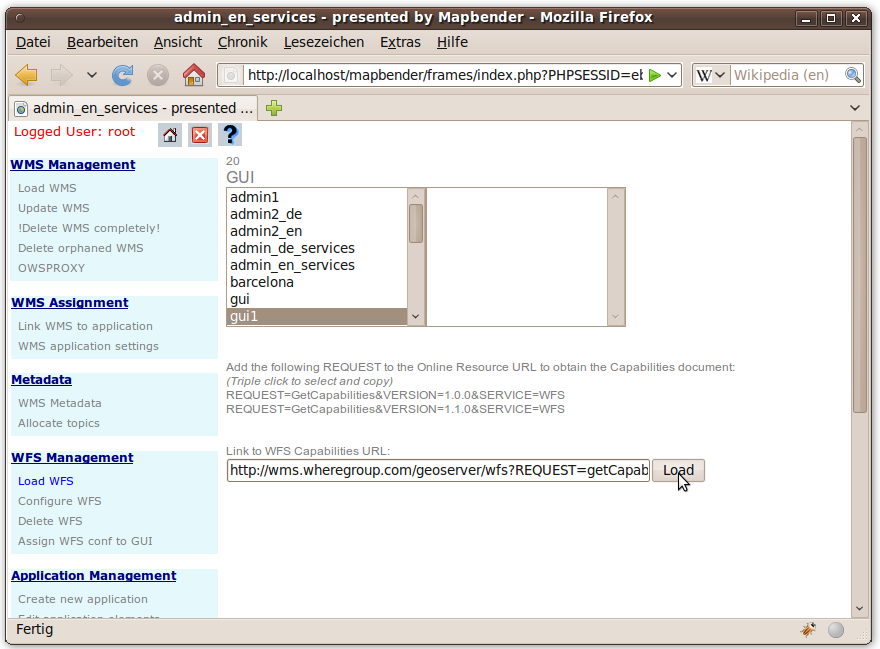 admin_en_services - presented by Mapbender - Mozilla Firefox
Datei Bearbeiten Ansicht Chronik Lesezeichen Extras Hilfe
http://localhost/mapbender/frames/index.php?PHPSESSID=eb
W Wikipedia (en)
admin_en_services - presented ...
Logged User: root
?
WMS Management
Load WMS
Update WMS
!Delete WMS completely!
Delete orphaned WMS
OWSPROXY
WMS Assignment
Link WMS to application
WMS application settings
Metadata
WMS Metadata
Allocate topics
WFS Management
Load WFS
Configure WFS
Delete WFS
Assign WFS conf to GUI
Application Management
Create new application
Edit application elements
20
GUI
admin1
admin2_de
admin2_en
admin_de_services
admin_en_services
barcelona
gui
gui1
Add the following REQUEST to the Online Resource URL to obtain the Capabilities document:
(Triple click to select and copy)
REQUEST=GetCapabilities&VERSION=1.0.0&SERVICE=WFS
REQUEST=GetCapabilities&VERSION=1.1.0&SERVICE=WFS
Link to WFS Capabilities URL:
http://wms.wheregroup.com/geoserver/wfs?REQUEST=getCapab
Load
Fertig